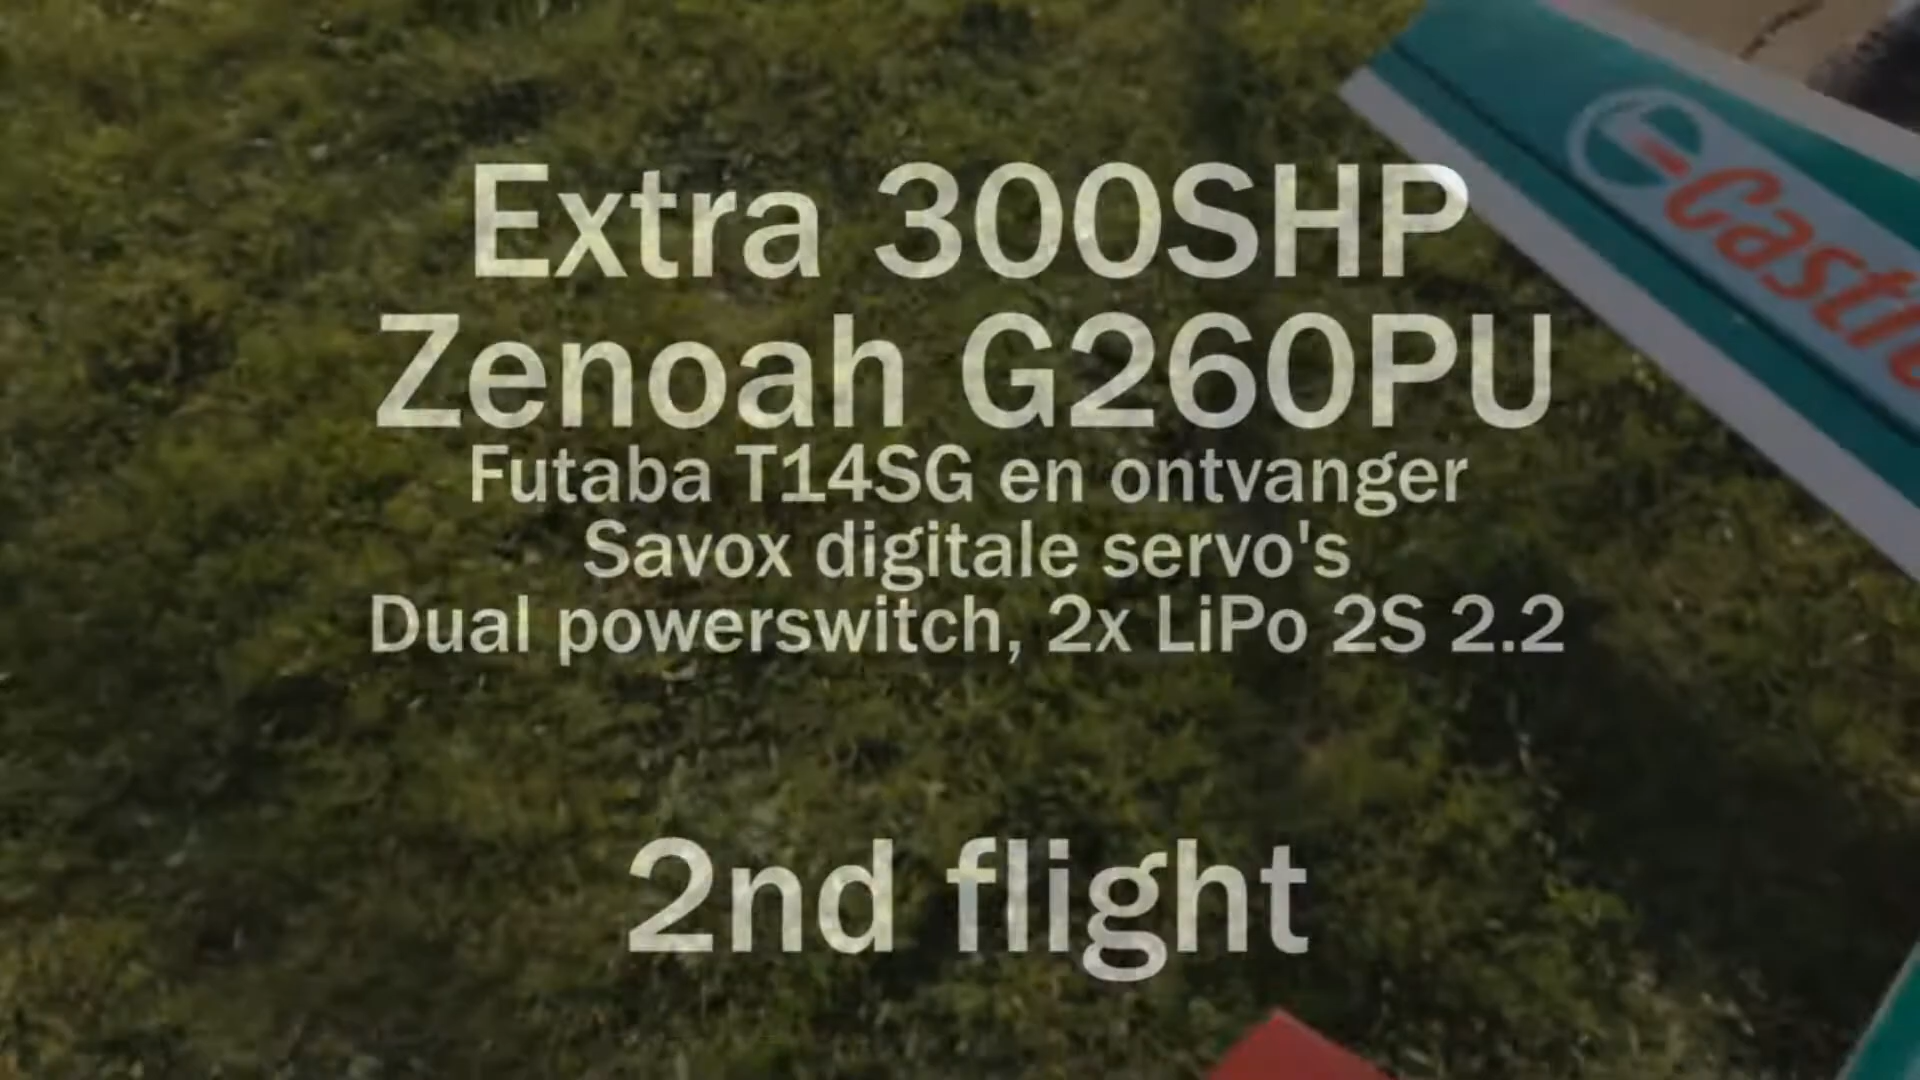 Extra 300SHP
Zenoah G260PU
Futaba T14SG en ontvanger
Savox digitale servo's
Dual powerswitch, 2x LiPo 2S 2.2
2nd flight